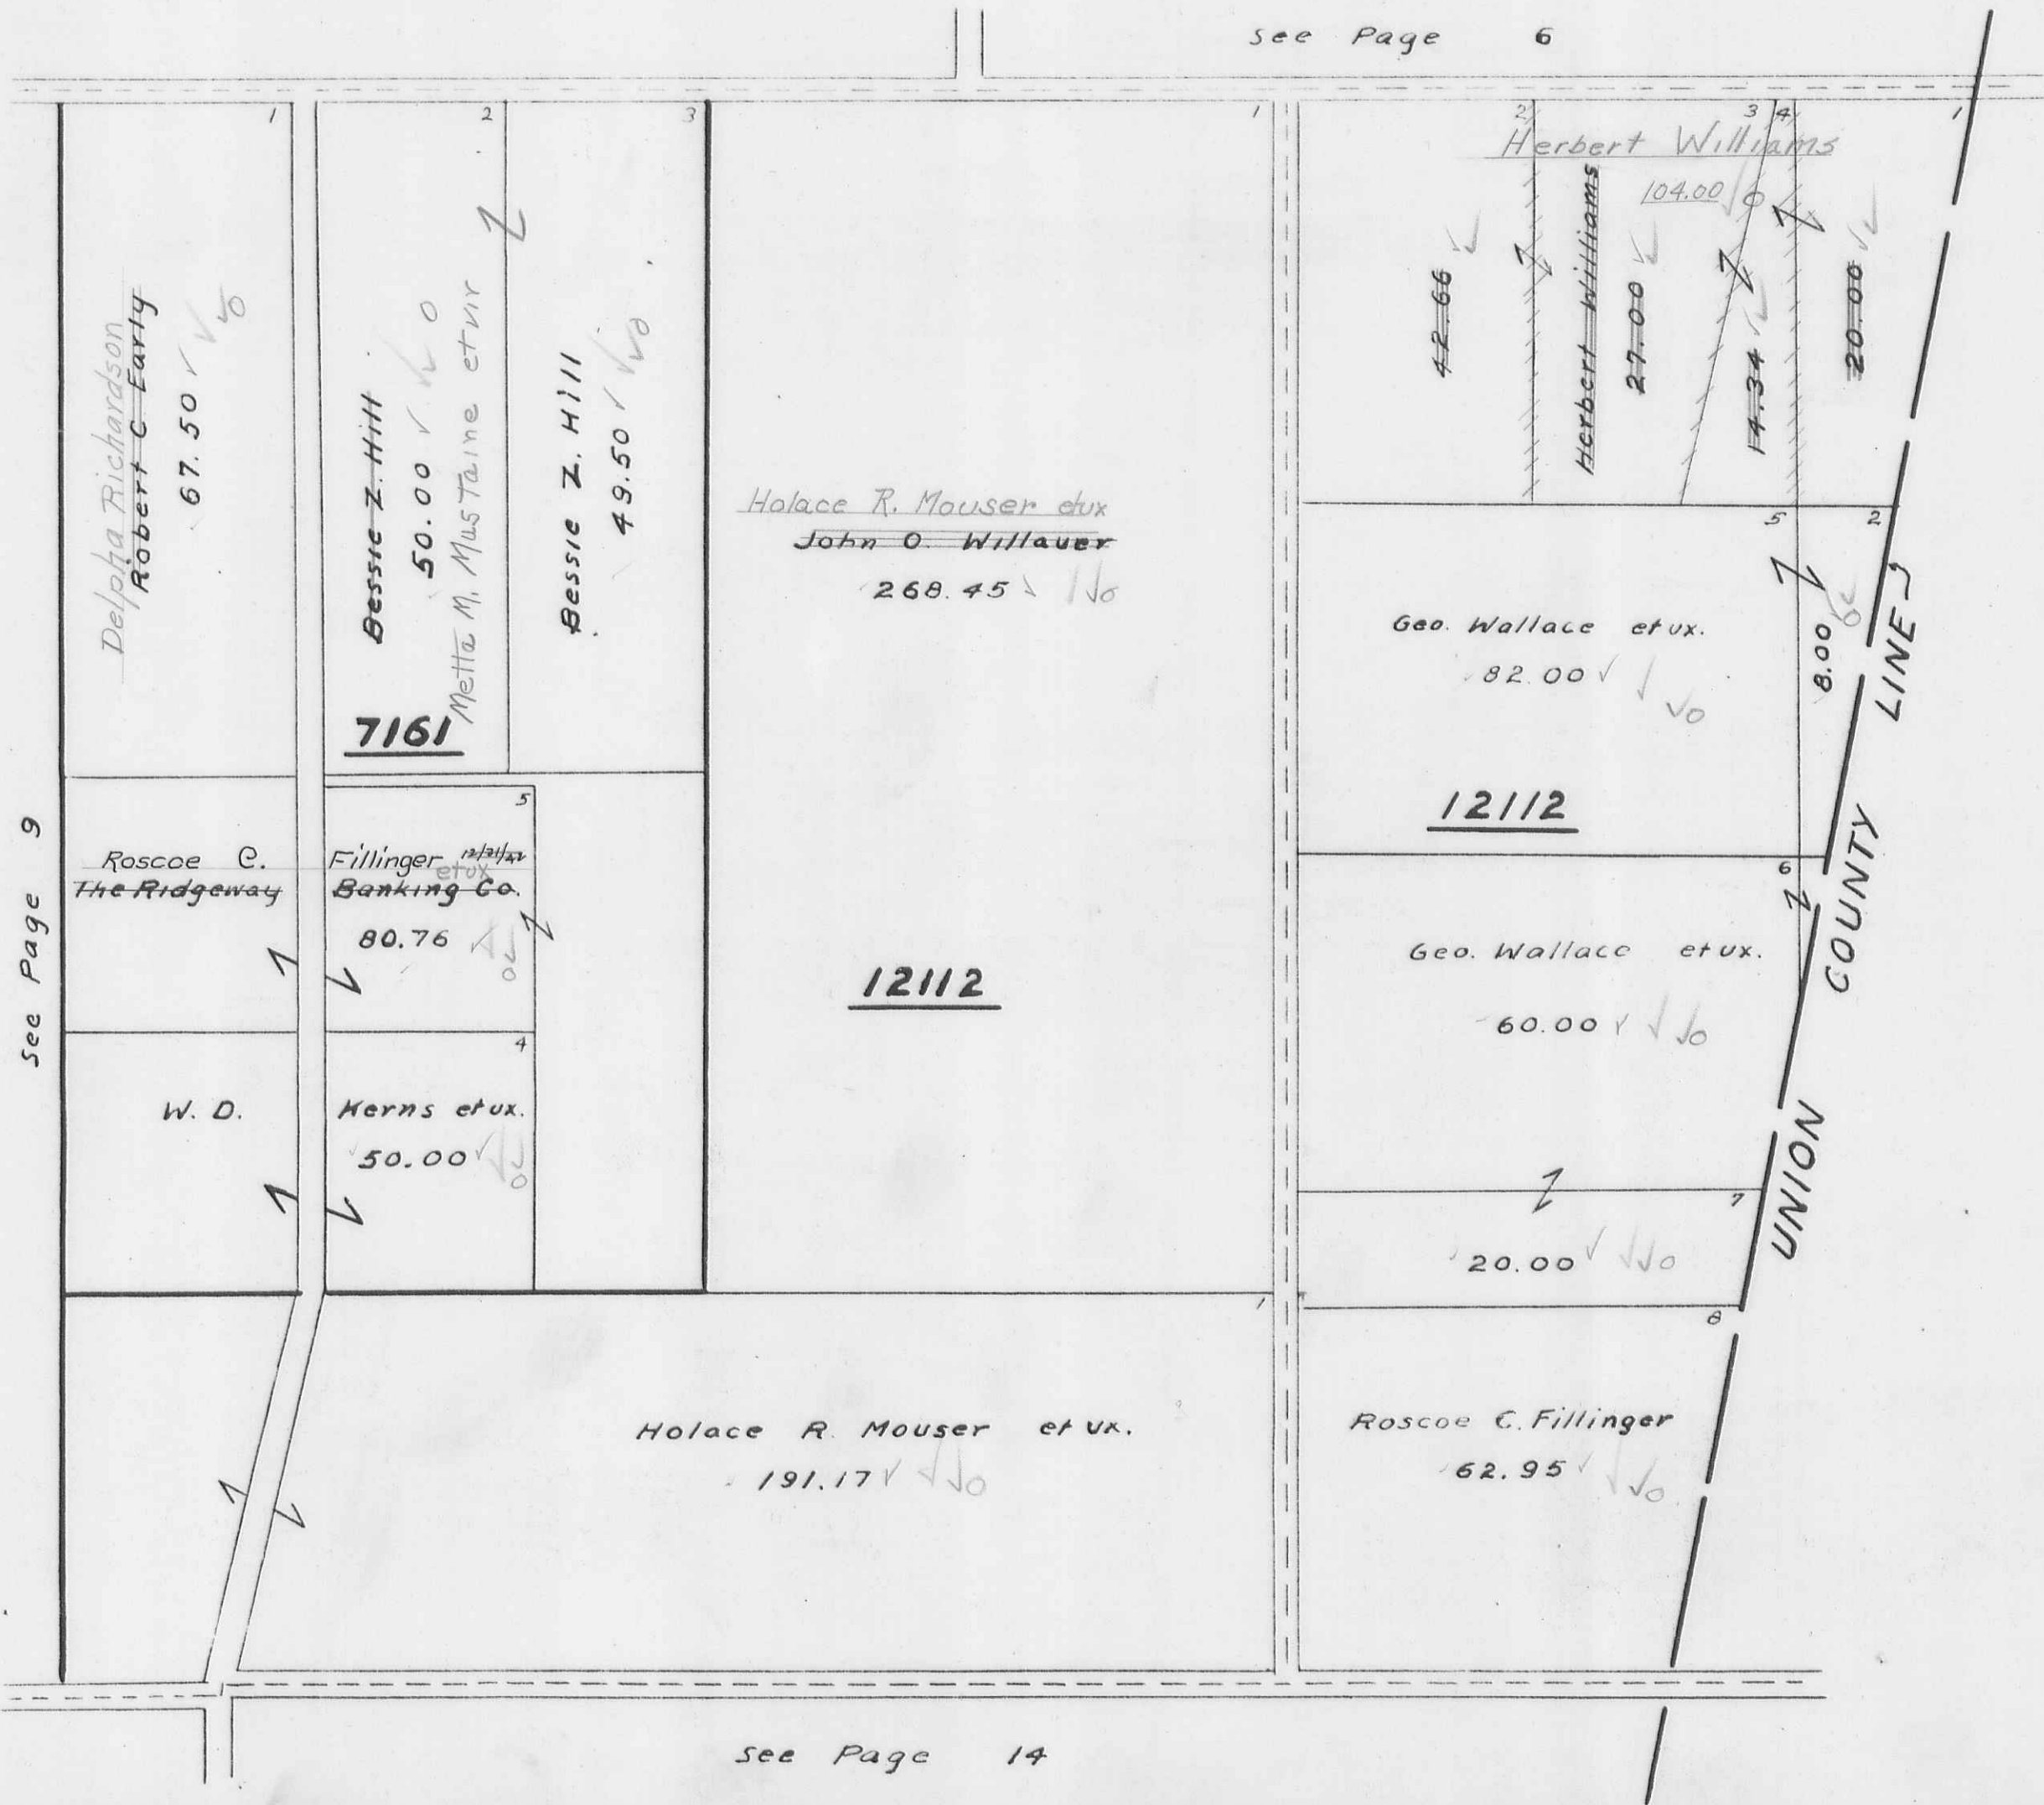 see Page 6
1
2
3
1
2
3
4
1
Herbert Williams
104.00
Delpha Richardson
Robert C Early
67.50
Bessie Z. Hill
50.00
Metta M. Mustaine et vir
7161
Bessie Z. Hill
49.50
Holace R. Mouser etux
John O. Willauer
268.45
12112
42.66
Herbert Williams
27.00
14.34
20.00
5
2
Geo. Wallace et ux.
82.00
8.00
12112
see Page 9
5
Roscoe C. Fillinger
et ux
The Ridgeway Banking Co.
80.76
4
W. D. Kerns et ux.
50.00
6
Geo. Wallace et ux.
60.00
7
20.00
UNION COUNTY LINE
1
8
Holace R. Mouser et ux.
191.17
Roscoe C. Fillinger
62.95
see Page 14